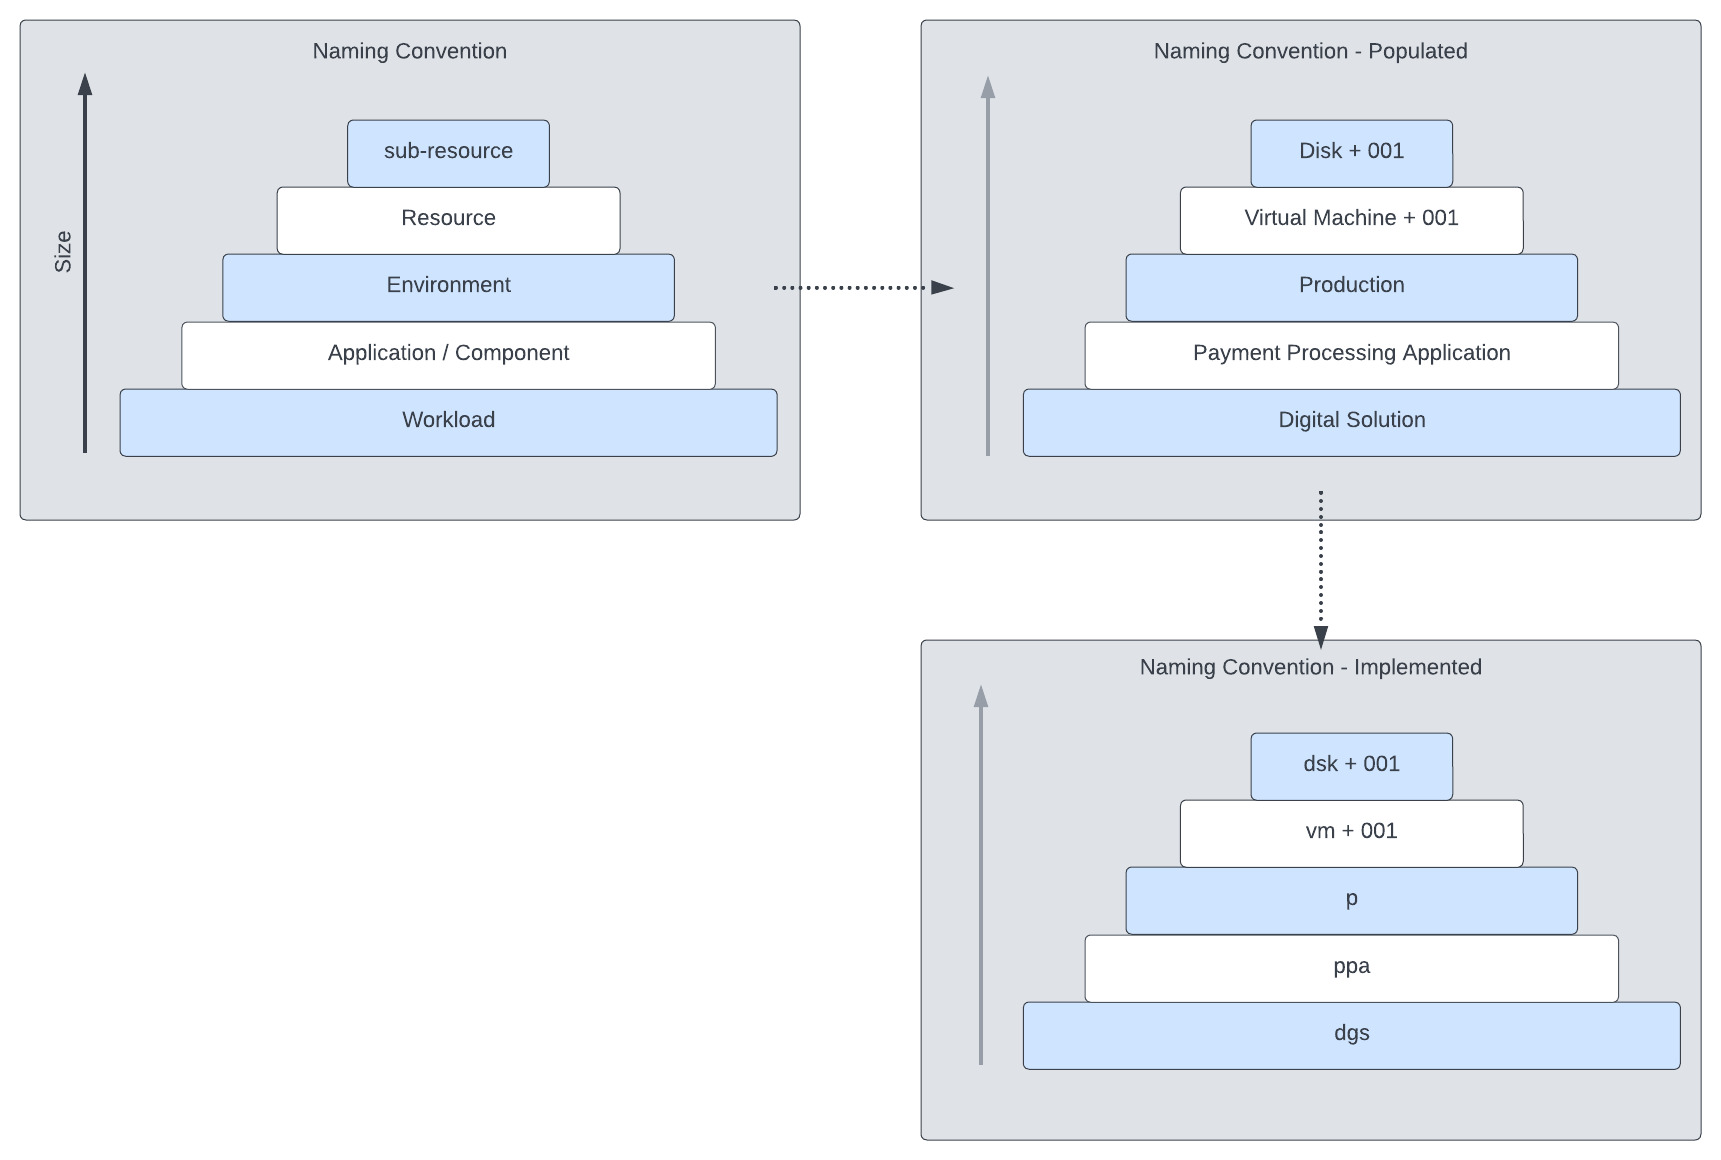 Naming Convention
Size
sub-resource
Resource
Environment
Application / Component
Workload
Naming Convention - Populated
Disk + 001
Virtual Machine + 001
Production
Payment Processing Application
Digital Solution
Naming Convention - Implemented
dsk + 001
vm + 001
p
ppa
dgs